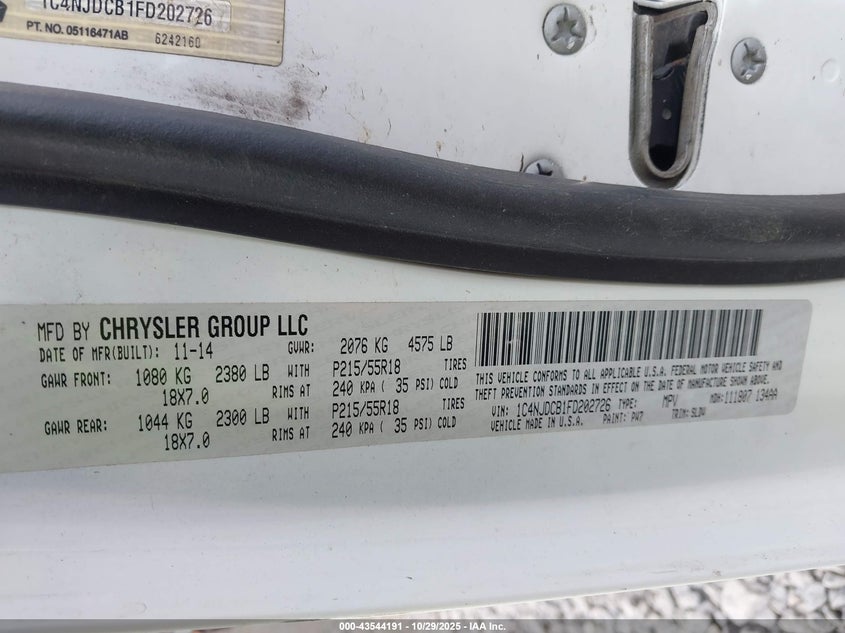 1C4NJDCB1FD202726
PT. NO. 05116471AB 6242160
MFD BY CHRYSLER GROUP LLC
DATE OF MFR(BUILT): 11-14 GVWR: 2076 KG 4575 LB
GAWR FRONT: 1080 KG 2380 LB WITH P215/55R18 TIRES
18X7.0 RIMS AT 240 KPA ( 35 PSI) COLD
GAWR REAR: 1044 KG 2300 LB WITH P215/55R18 TIRES
18X7.0 RIMS AT 240 KPA ( 35 PSI) COLD
THIS VEHICLE CONFORMS TO ALL APPLICABLE U.S.A. FEDERAL MOTOR VEHICLE SAFETY AND
THEFT PREVENTION STANDARDS IN EFFECT ON THE DATE OF MANUFACTURE SHOWN ABOVE.
VIN: 1C4NJDCB1FD202726 TYPE: MPV MDH:111807 134AA
VEHICLE MADE IN U.S.A. PAINT: PW7 TRIM: SLDV
000-43544191 - 10/29/2025 - IAA Inc.